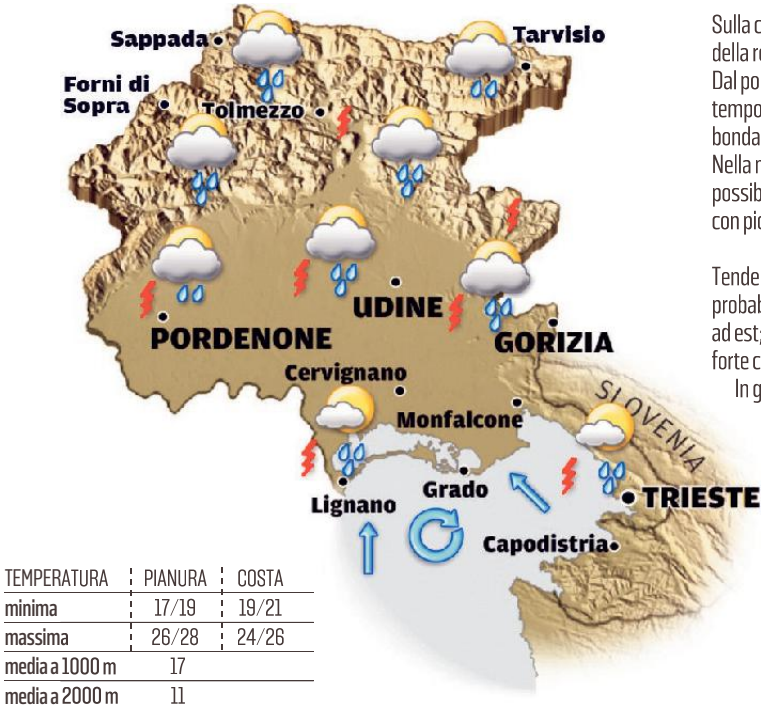 Sappada
Tarvisio
Forni di
Sopra
Tolmezzo
UDINE
PORDENONE
GORIZIA
Cervignano
Monfalcone
SLOVENIA
Lignano
Grado
TRIESTE
Capodistria
TEMPERATURA PIANURA COSTA
minima 17/19 19/21
massima 26/28 24/26
media a 1000 m 17
media a 2000 m 11
Sulla c
della re
Dal po
tempo
bonda
Nella n
possib
con pio
Tende
probab
ad est;
forte c
In g